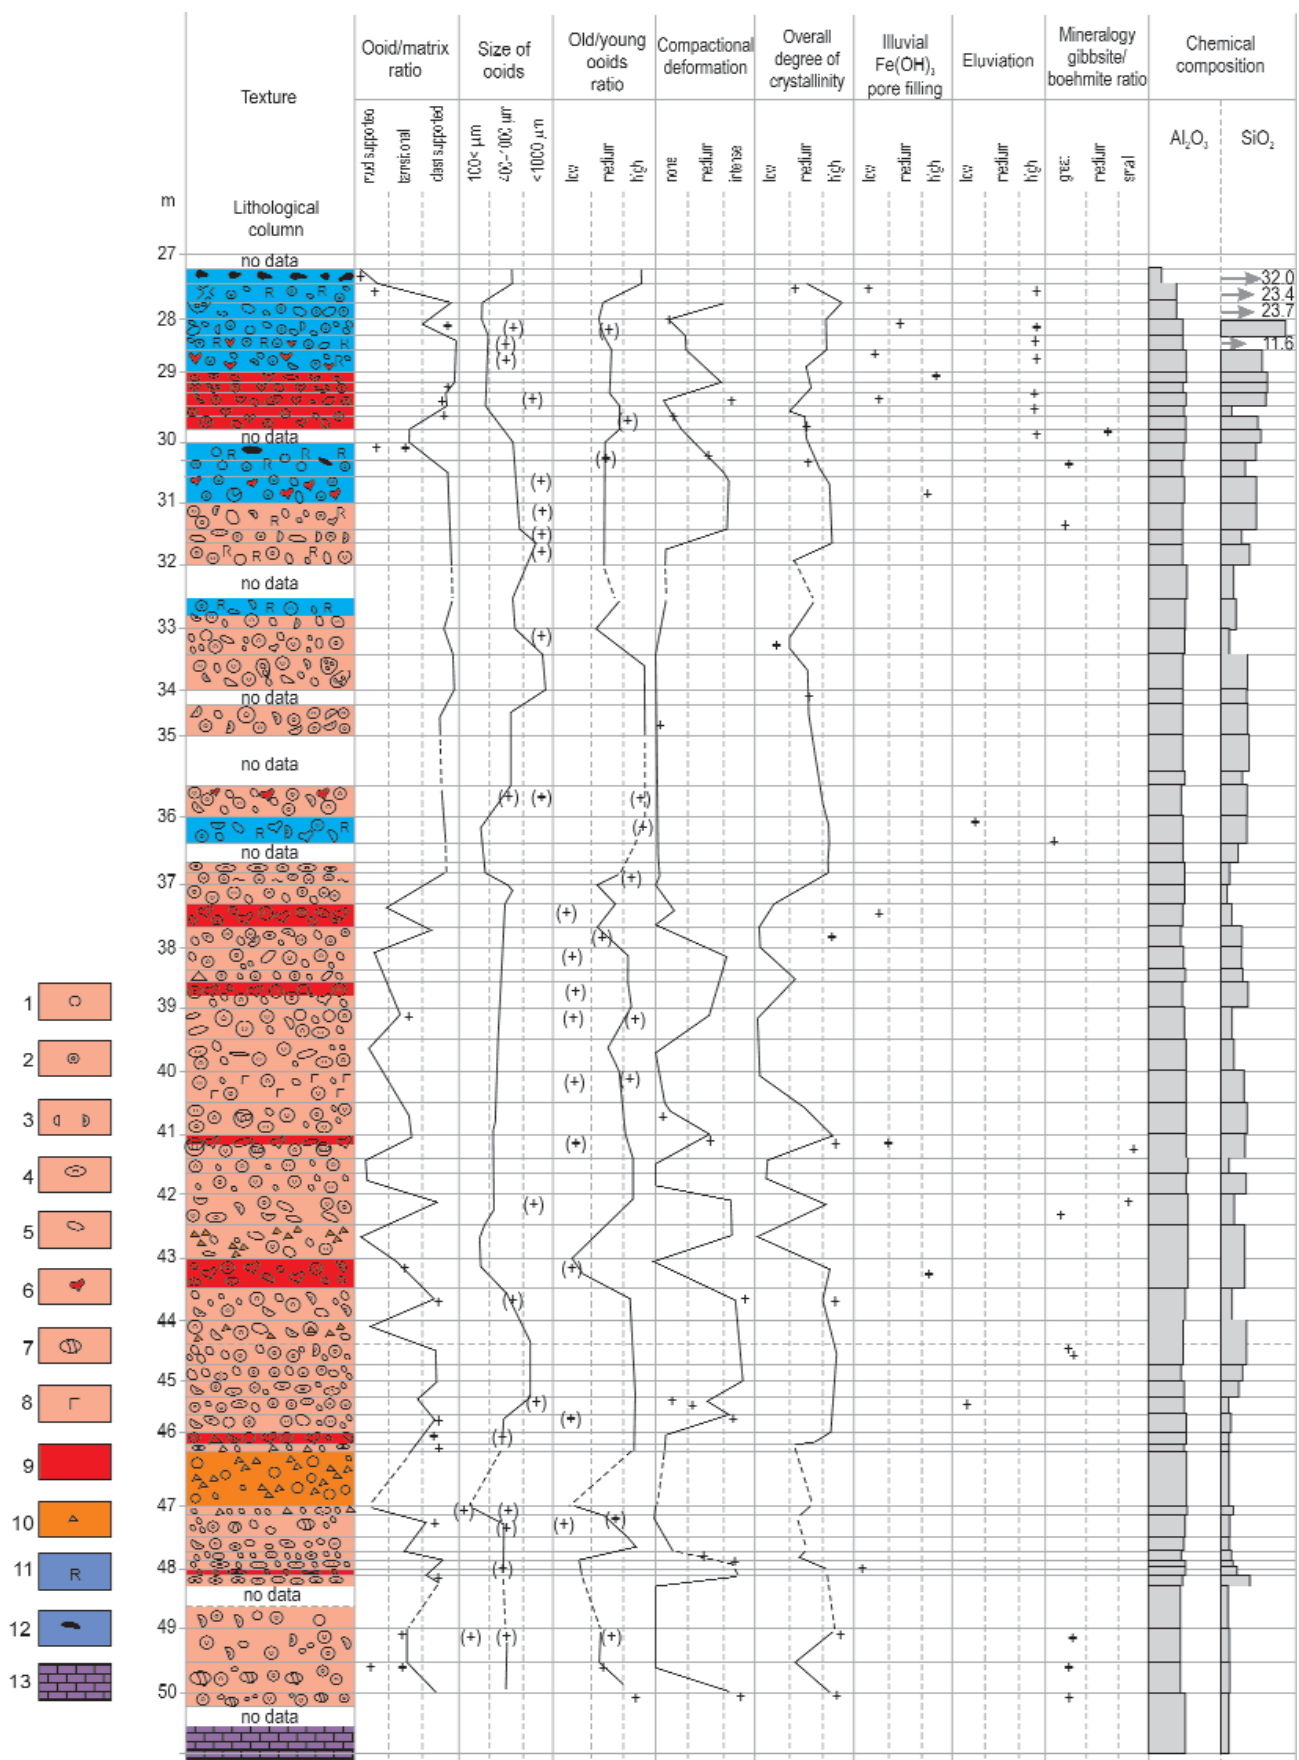 Texture
Ooid/matrix
ratio
Size of
ooids
Old/young
ooids
ratio
Compactional
deformation
Overall
degree of
crystallinity
Illuvial
Fe(OH)₃
pore filling
Eluviation
Mineralogy
gibbsite/
boehmite ratio
Chemical
composition
mud supported
transitional
clast supported
100< µm
400-1000 µm
<1000 µm
low
medium
high
none
medium
intense
low
medium
high
low
medium
high
low
medium
high
great
medium
small
Al₂O₃
SiO₂
m
Lithological
column
27
no data
32.0
23.4
23.7
28
11.6
29
30
no data
31
32
no data
33
34
no data
35
no data
36
no data
37
38
39
40
41
42
43
44
45
46
47
48
no data
49
50
no data
1
2
3
4
5
6
7
8
9
10
11
R
12
13